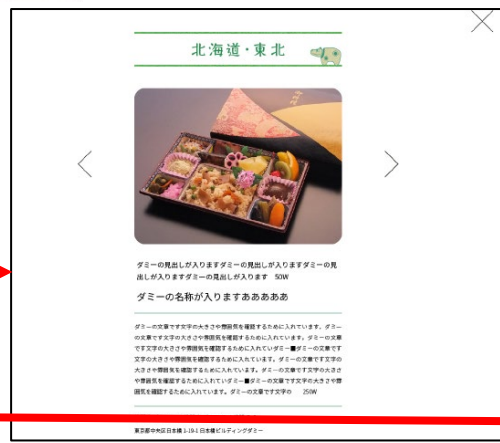 北海道・東北
ダミーの見出しが入りますダミーの見出しが入りますダミーの見
出しが入りますダミーの見出しが入ります　50W
ダミーの名称が入りますああああああ
ダミーの文章です文字の大きさや雰囲気を確認するために入れています。ダミー
の文章です文字の大きさや雰囲気を確認するために入れています。ダミーの文章
です文字の大きさや雰囲気を確認するために入れていダミー■ダミーの文章です
文字の大きさや雰囲気を確認するために入れています。ダミーの文章です文字の
大きさや雰囲気を確認するために入れています。ダミーの文章です文字の大きさ
や雰囲気を確認するために入れていダミー■ダミーの文章です文字の大きさや雰
囲気を確認するために入れています。ダミーの文章です文字の　250W
東京都中央区日本橋 1-19-1 日本橋ビルディングダミー